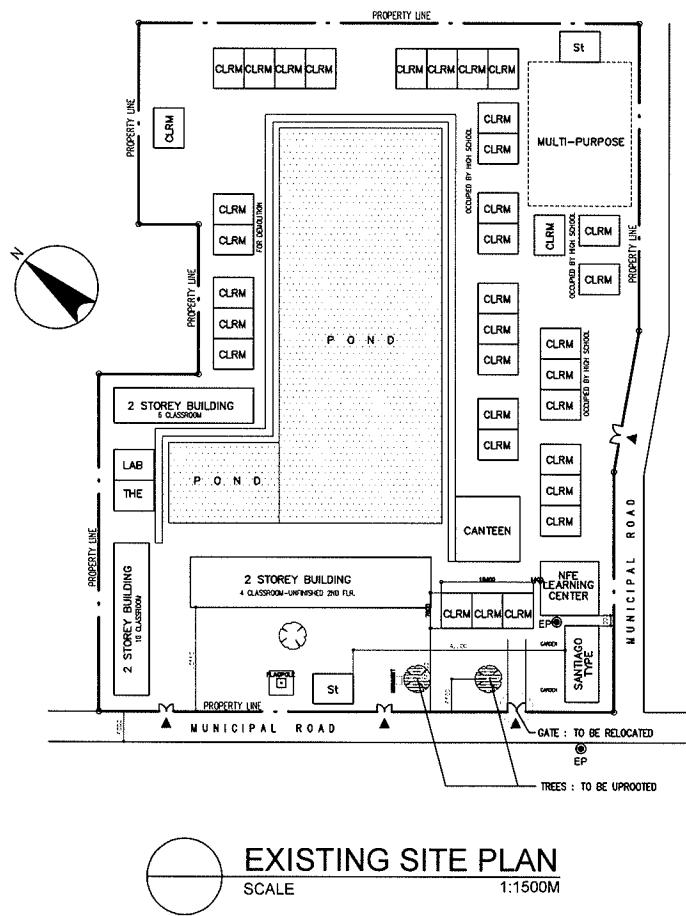 PROPERTY LINE
St
CLRM CLRM CLRM CLRM
CLRM CLRM CLRM CLRM
PROPERTY LINE
CLRM
CLRM
CLRM
OCCUPIED BY HIGH SCHOOL
MULTI-PURPOSE
CLRM
CLRM
FOR DEMOLITION
CLRM
CLRM
CLRM
OCCUPIED BY HIGH SCHOOL
CLRM
CLRM
PROPERTY LINE
N
PROPERTY LINE
CLRM
CLRM
CLRM
CLRM
CLRM
CLRM
POND
CLRM
CLRM
CLRM
OCCUPIED BY HIGH SCHOOL
2 STOREY BUILDING
6 CLASSROOM
CLRM
CLRM
LAB
THE
POND
CLRM
CLRM
CLRM
CANTEEN
PROPERTY LINE
MUNICIPAL ROAD
2 STOREY BUILDING
10 CLASSROOM
2 STOREY BUILDING
4 CLASSROOM-UNFINISHED 2ND FLR.
CLRM CLRM CLRM
NFE
LEARNING
CENTER
EP
GARDEN
SANTIAGO
TYPE
GARDEN
FLAGPOLE
St
PROPERTY LINE
MUNICIPAL ROAD
GATE : TO BE RELOCATED
EP
TREES : TO BE UPROOTED
EXISTING SITE PLAN
SCALE 1:1500M